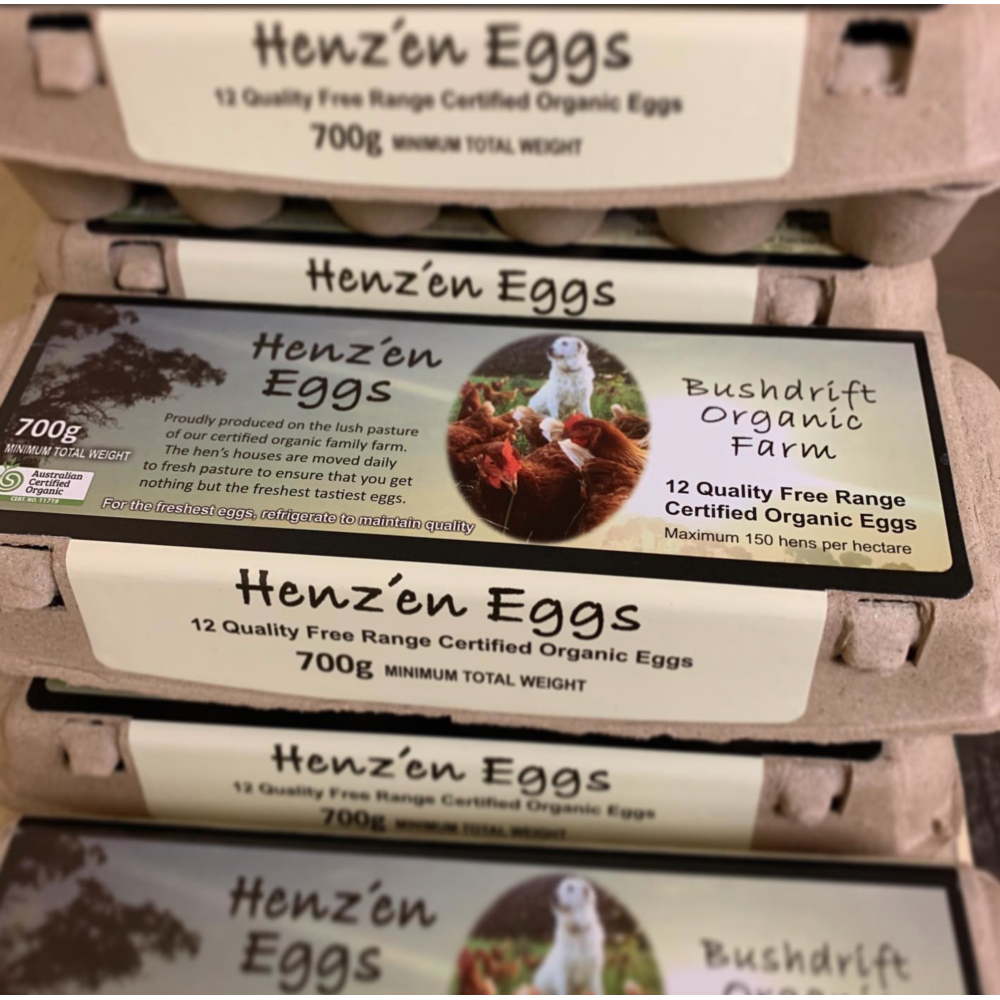 Henz'en Eggs
12 Quality Free Range Certified Organic Eggs
700g MINIMUM TOTAL WEIGHT
Henz'en Eggs
Henz'en
Eggs
Proudly produced on the lush pasture
of our certified organic family farm.
The hen's houses are moved daily
to fresh pasture to ensure that you get
nothing but the freshest tastiest eggs.
700g
MINIMUM TOTAL WEIGHT
Australian
Certified
Organic
CERT. NO. 11719
For the freshest eggs, refrigerate to maintain quality
Bushdrift
Organic
Farm
12 Quality Free Range
Certified Organic Eggs
Maximum 150 hens per hectare
Henz'en Eggs
12 Quality Free Range Certified Organic Eggs
700g MINIMUM TOTAL WEIGHT
Henz'en Eggs
12 Quality Free Range Certified Organic Eggs
700g MINIMUM TOTAL WEIGHT
Henz'en
Eggs
Bushdrift
Organic